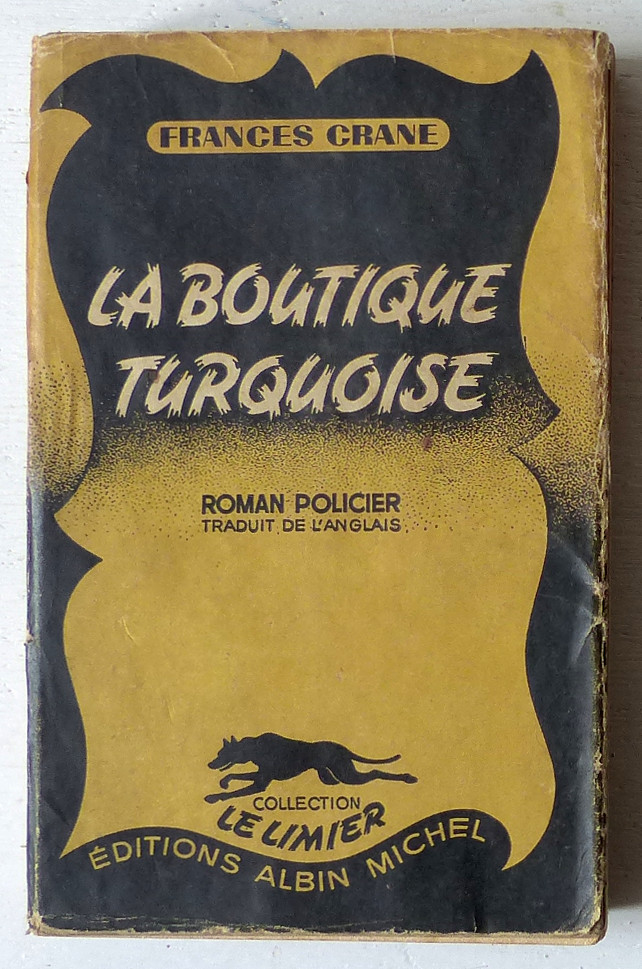 FRANCES CRANE
LA BOUTIQUE
TURQUOISE
ROMAN POLICIER
TRADUIT DE L'ANGLAIS
COLLECTION
LE LIMIER
ÉDITIONS ALBIN MICHEL